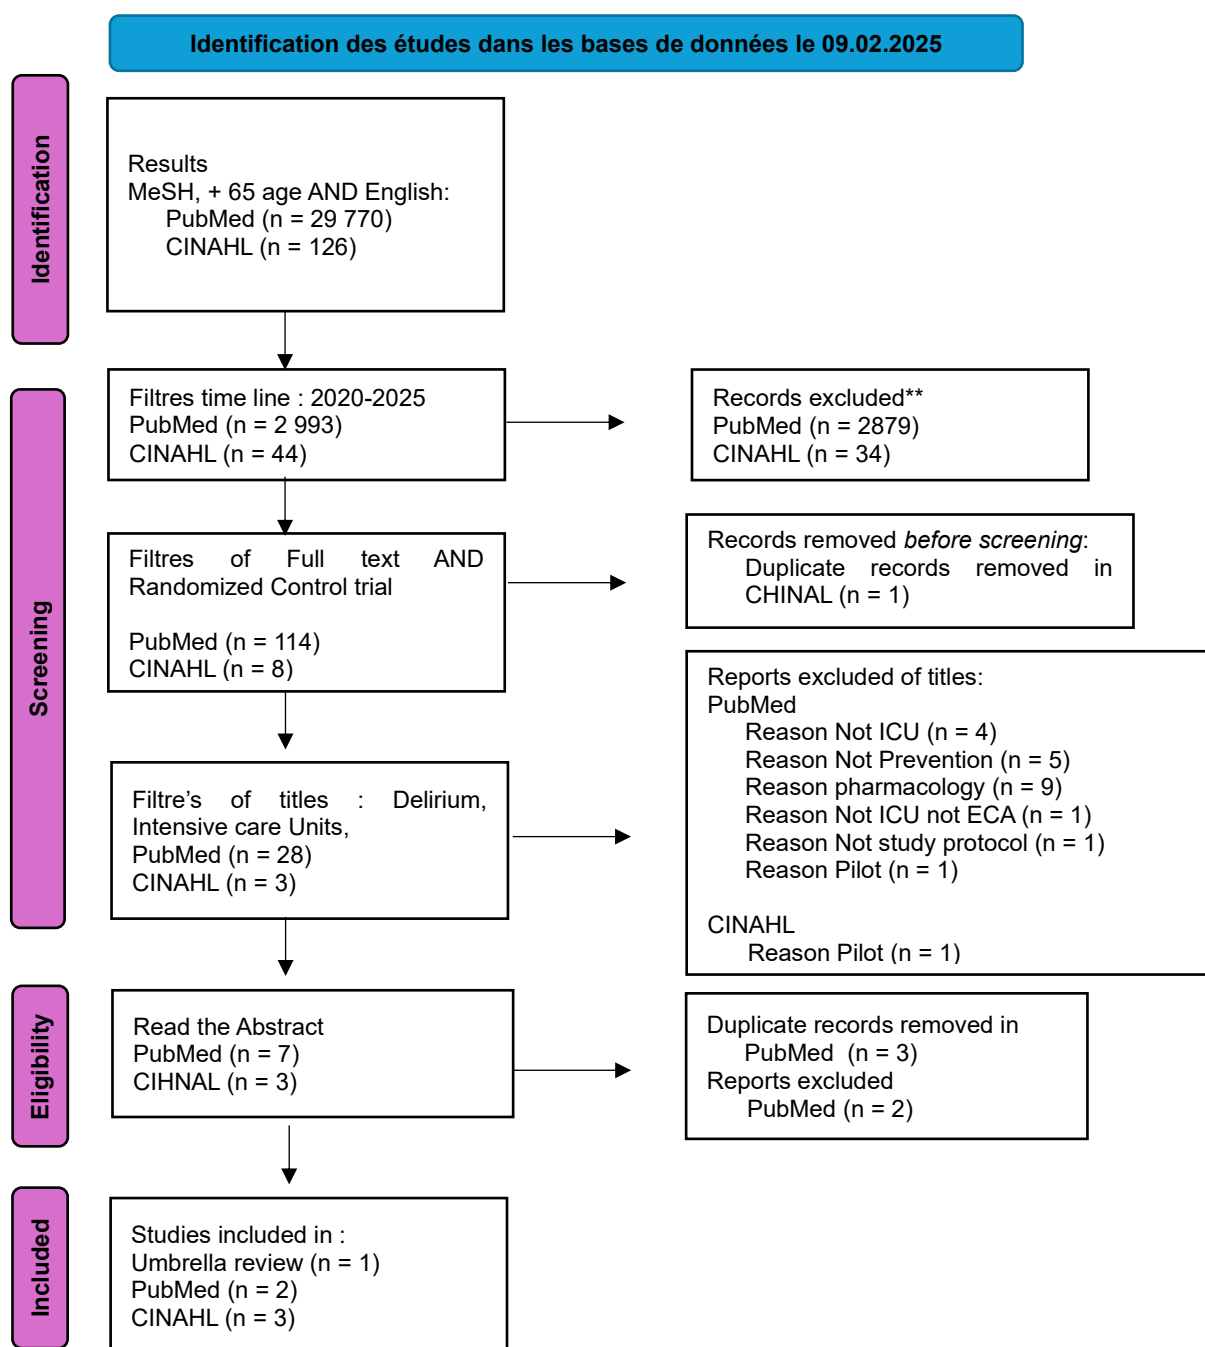 Identification des études dans les bases de données le 09.02.2025
Identification
Results
MeSH, + 65 age AND English:
PubMed (n = 29 770)
CINAHL (n = 126)
Screening
Filtres time line : 2020-2025
PubMed (n = 2 993)
CINAHL (n = 44)
Records excluded**
PubMed (n = 2879)
CINAHL (n = 34)
Filtres of Full text AND
Randomized Control trial
PubMed (n = 114)
CINAHL (n = 8)
Records removed before screening:
Duplicate records removed in
CHINAL (n = 1)
Filtre’s of titles : Delirium,
Intensive care Units,
PubMed (n = 28)
CINAHL (n = 3)
Reports excluded of titles:
PubMed
Reason Not ICU (n = 4)
Reason Not Prevention (n = 5)
Reason pharmacology (n = 9)
Reason Not ICU not ECA (n = 1)
Reason Not study protocol (n = 1)
Reason Pilot (n = 1)
CINAHL
Reason Pilot (n = 1)
Eligibility
Read the Abstract
PubMed (n = 7)
CIHNAL (n = 3)
Duplicate records removed in
PubMed (n = 3)
Reports excluded
PubMed (n = 2)
Included
Studies included in :
Umbrella review (n = 1)
PubMed (n = 2)
CINAHL (n = 3)